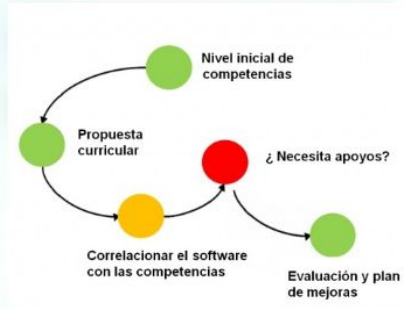 Nivel inicial de
competencias
Propuesta
curricular
¿ Necesita apoyos?
Correlacionar el software
con las competencias
Evaluación y plan
de mejoras